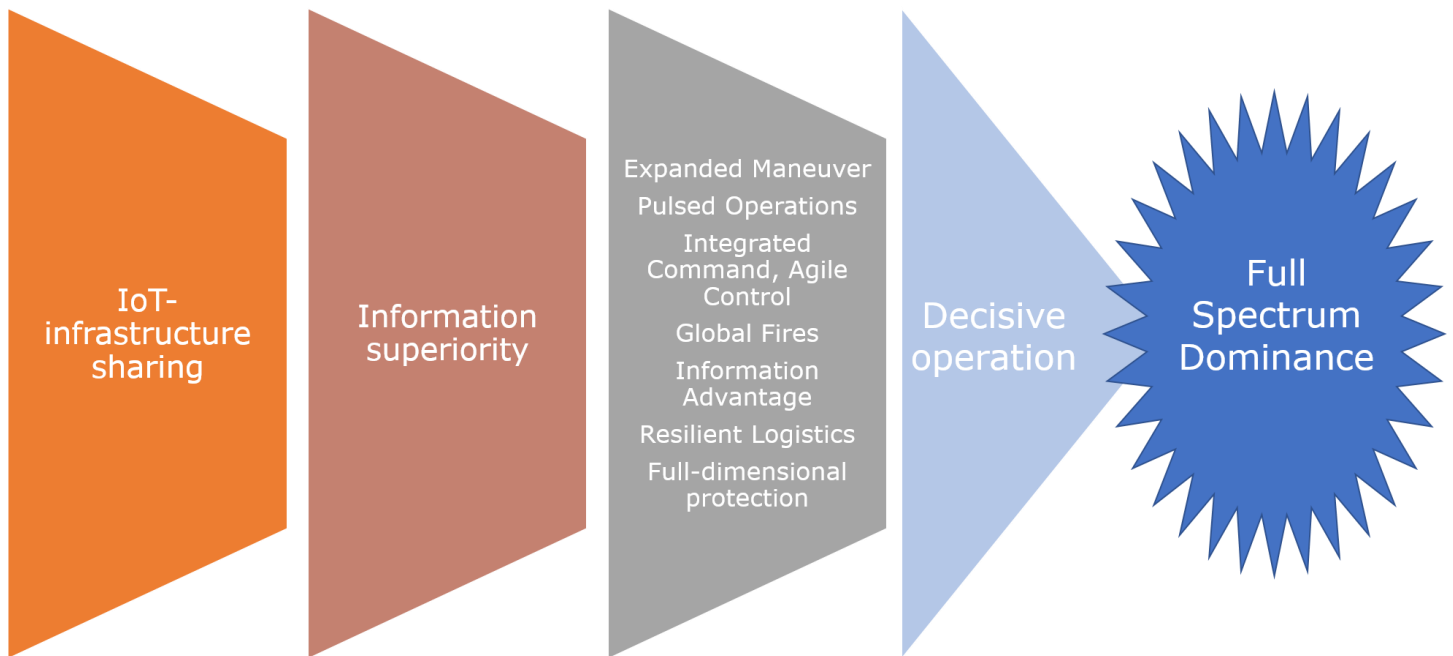 IoT-
infrastructure
sharing
Information
superiority
Expanded Maneuver
Pulsed Operations
Integrated
Command, Agile
Control
Global Fires
Information
Advantage
Resilient Logistics
Full-dimensional
protection
Decisive
operation
Full
Spectrum
Dominance